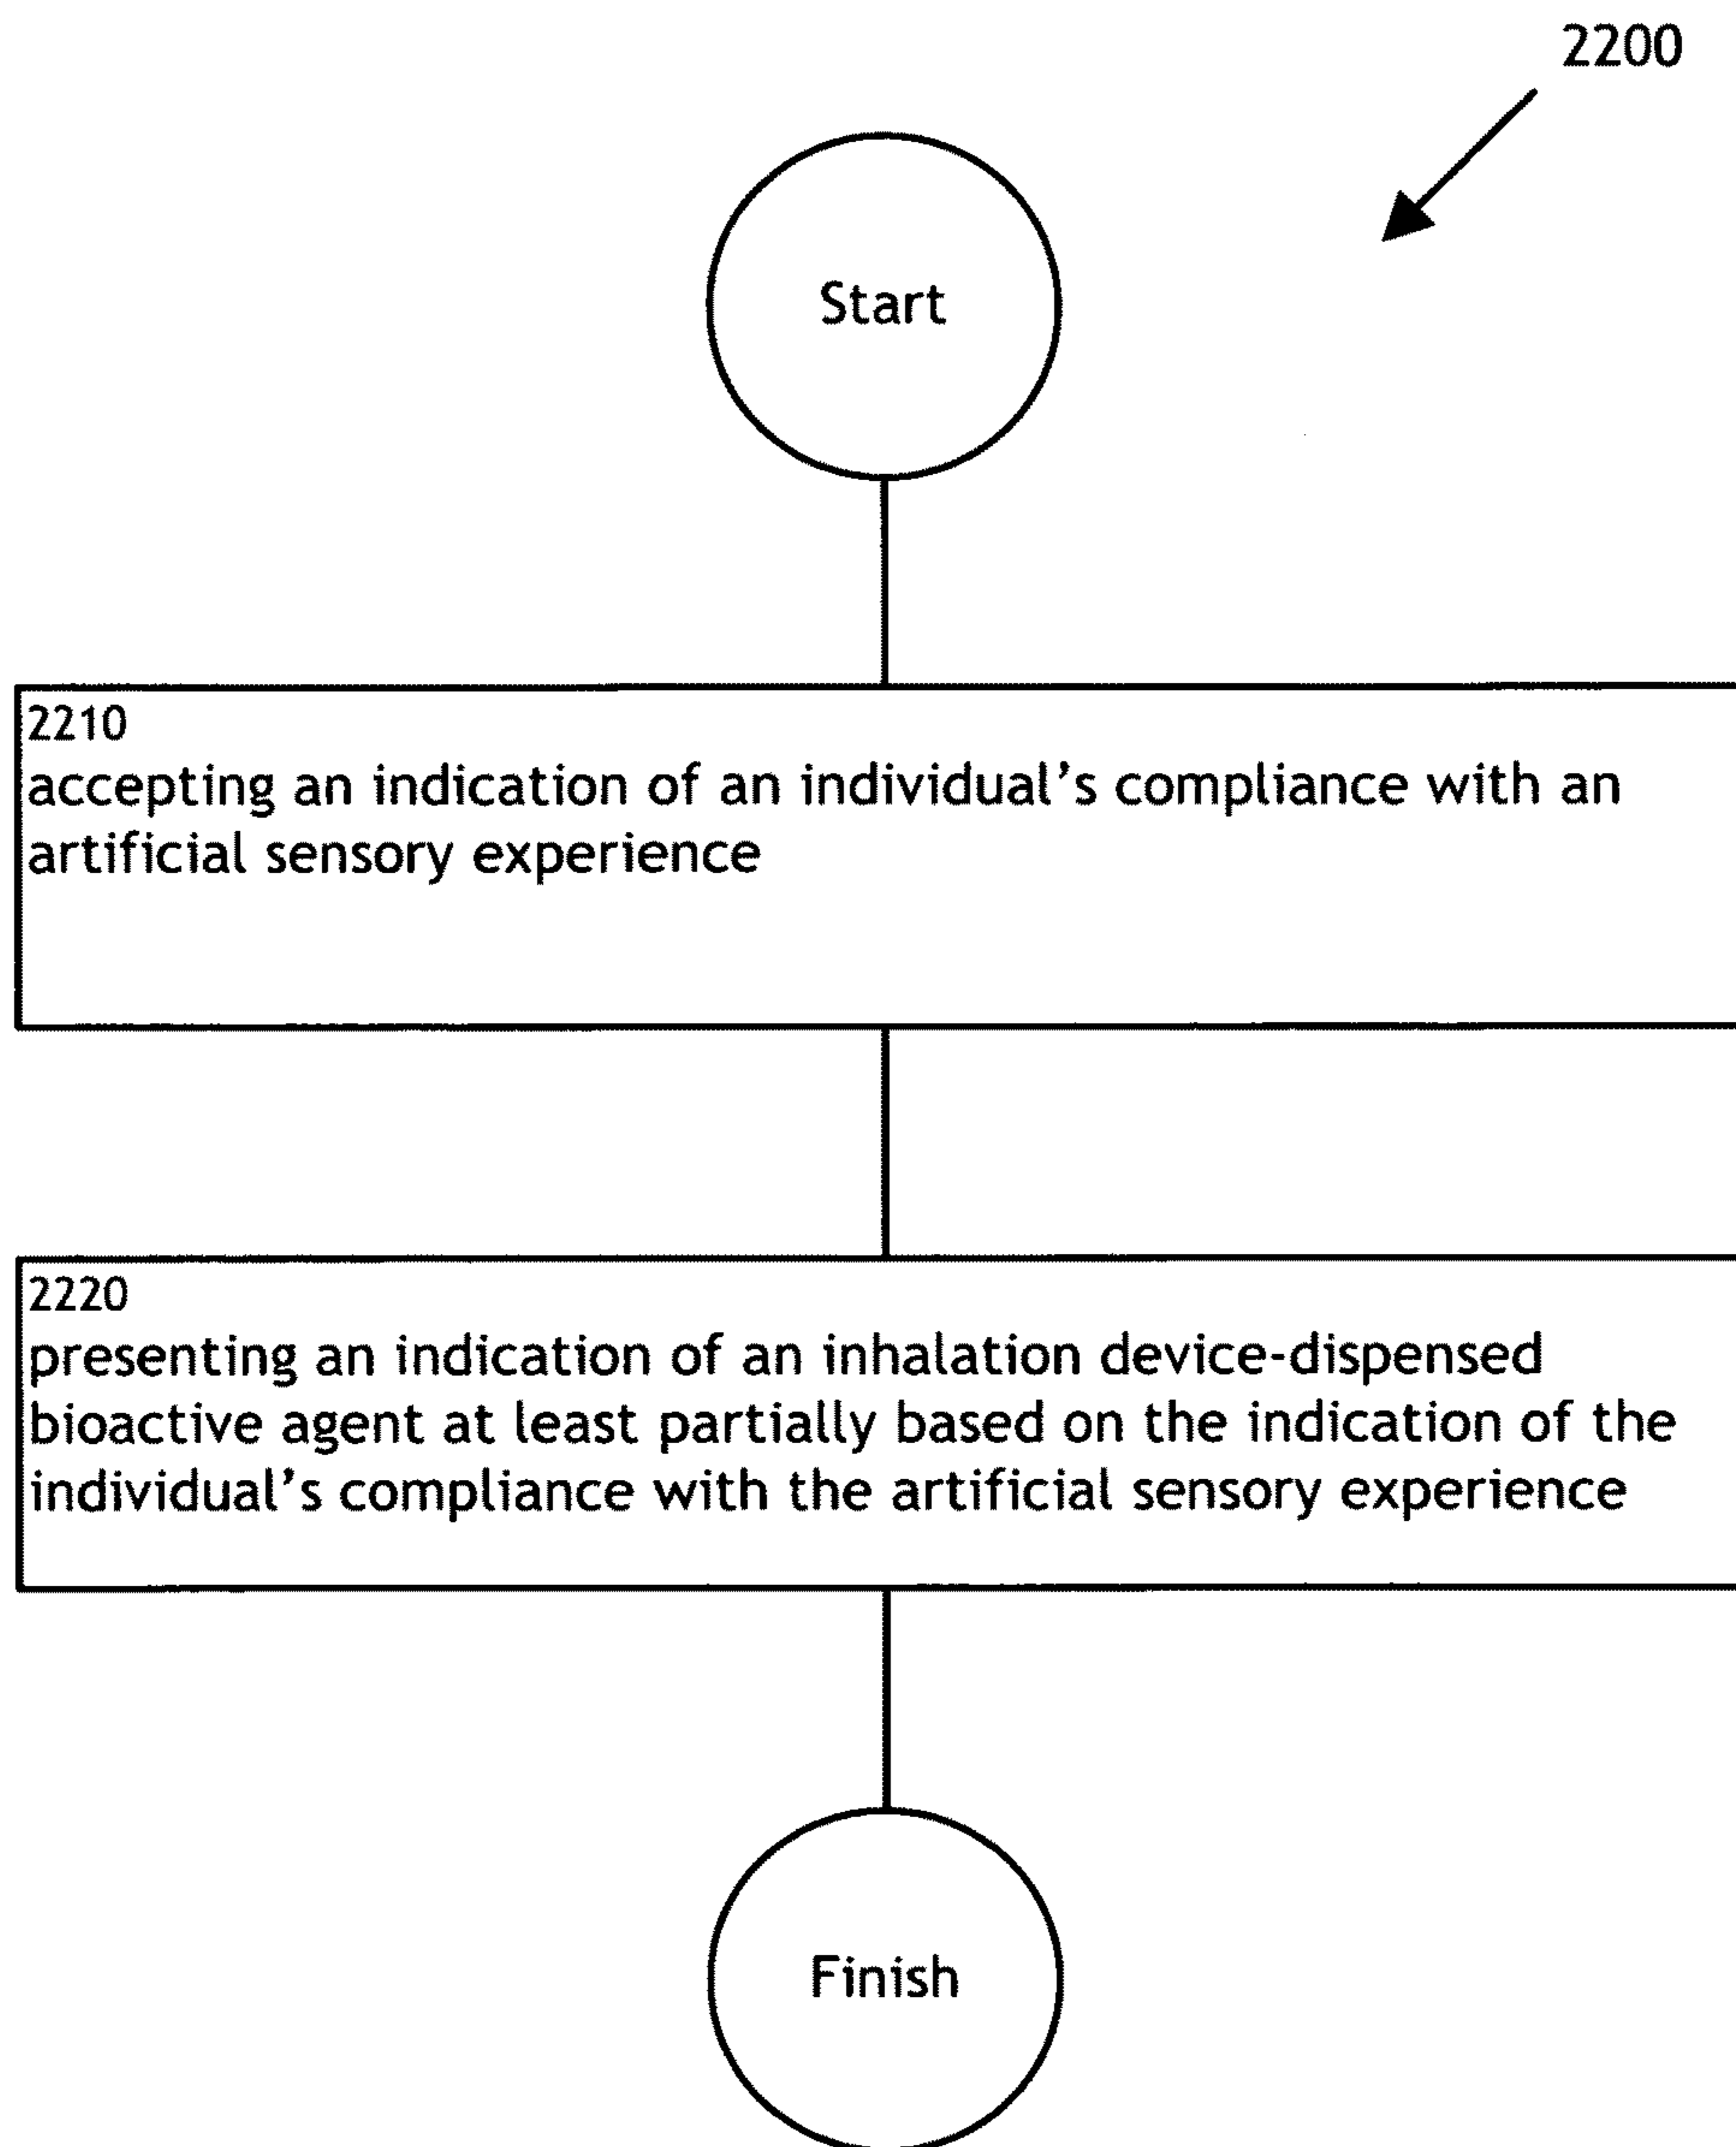 2200
Start
2210
accepting an indication of an individual's compliance with an
artificial sensory experience
2220
presenting an indication of an inhalation device-dispensed
bioactive agent at least partially based on the indication of the
individual's compliance with the artificial sensory experience
Finish